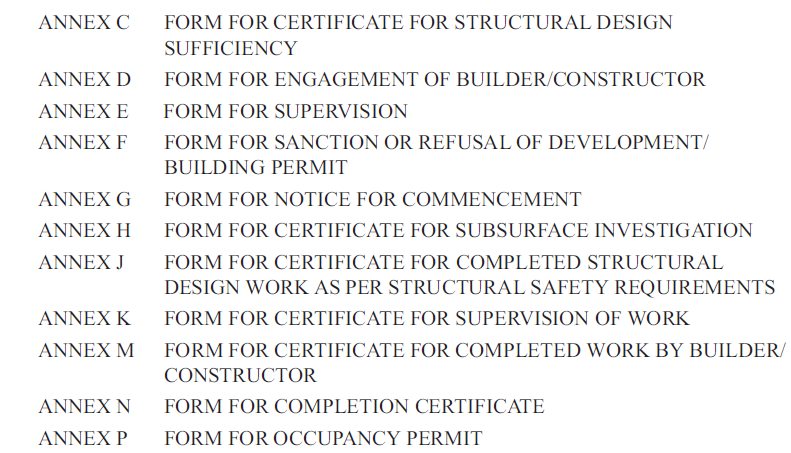 ANNEX C FORM FOR CERTIFICATE FOR STRUCTURAL DESIGN
SUFFICIENCY
ANNEX D FORM FOR ENGAGEMENT OF BUILDER/CONSTRUCTOR
ANNEX E FORM FOR SUPERVISION
ANNEX F FORM FOR SANCTION OR REFUSAL OF DEVELOPMENT/
BUILDING PERMIT
ANNEX G FORM FOR NOTICE FOR COMMENCEMENT
ANNEX H FORM FOR CERTIFICATE FOR SUBSURFACE INVESTIGATION
ANNEX J FORM FOR CERTIFICATE FOR COMPLETED STRUCTURAL
DESIGN WORK AS PER STRUCTURAL SAFETY REQUIREMENTS
ANNEX K FORM FOR CERTIFICATE FOR SUPERVISION OF WORK
ANNEX M FORM FOR CERTIFICATE FOR COMPLETED WORK BY BUILDER/
CONSTRUCTOR
ANNEX N FORM FOR COMPLETION CERTIFICATE
ANNEX P FORM FOR OCCUPANCY PERMIT